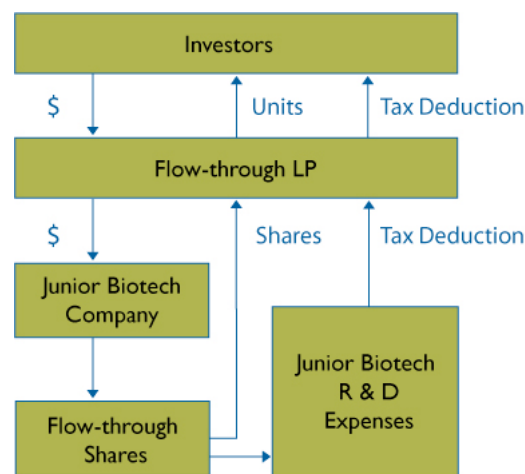 Investors
$
Units
Tax Deduction
Flow-through LP
$
Shares
Tax Deduction
Junior Biotech
Company
Junior Biotech
R & D
Expenses
Flow-through
Shares